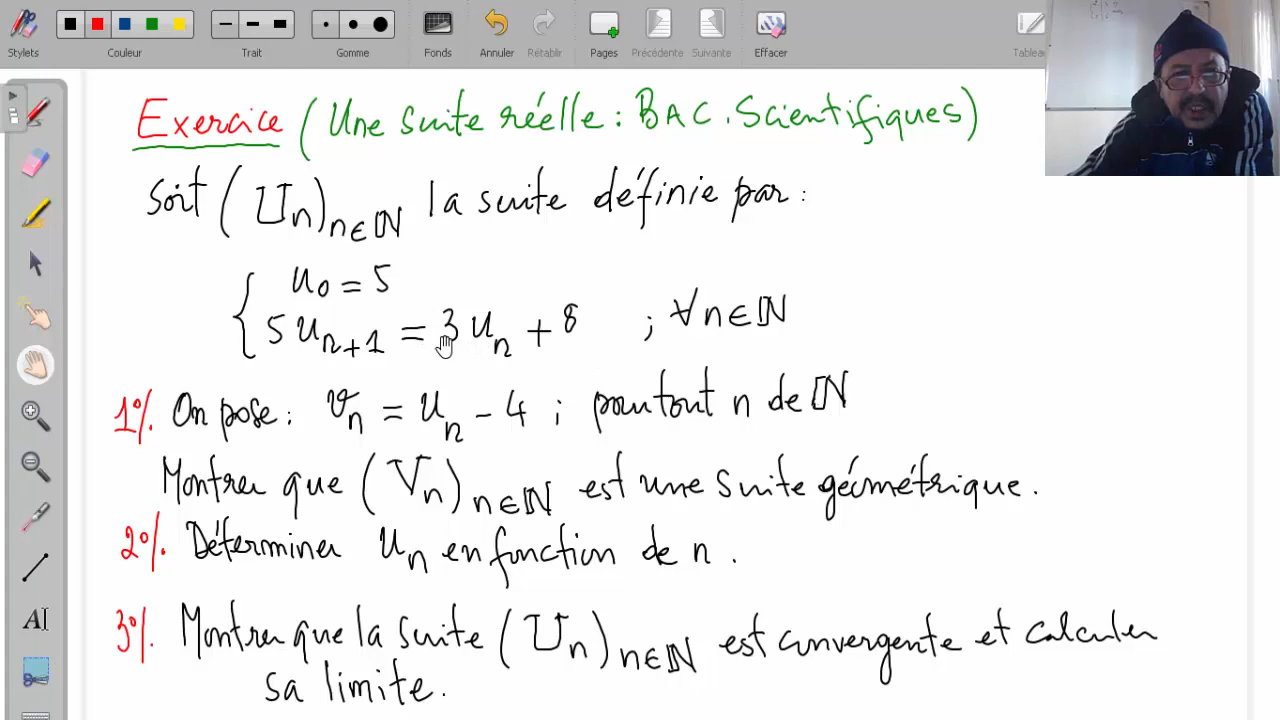 Stylets Couleur Trait Gomme Fonds Annuler Rétablir Pages Précédente Suivante Effacer Tableau
Exercice (Une suite réelle : BAC. Scientifiques)
Soit (Un)n∈ℕ la suite définie par :
u0 = 5
5 un+1 = 3 un + 8 ; ∀n∈ℕ
1°/. On pose : vn = un - 4 ; pour tout n de ℕ
Montrer que (Vn)n∈ℕ est une suite géométrique.
2°/. Déterminer un en fonction de n.
3°/. Montrer que la suite (Un)n∈ℕ est convergente et calculer
sa limite.
AI